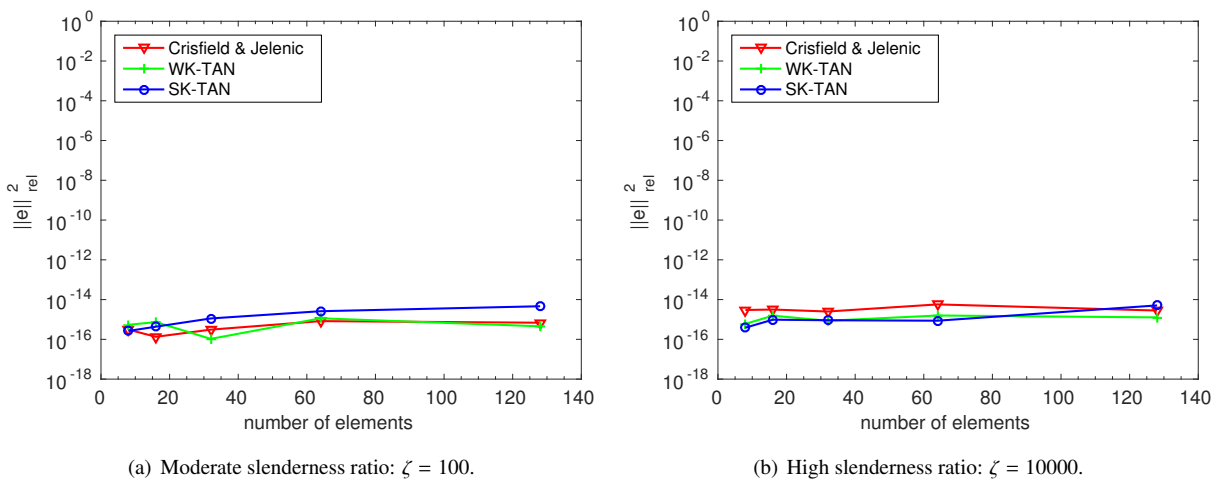 10^0
10^-2
10^-4
10^-6
10^-8
10^-10
10^-12
10^-14
10^-16
10^-18
||e||^2_rel
Crisfield & Jelenic
WK-TAN
SK-TAN
0 20 40 60 80 100 120 140
number of elements
(a) Moderate slenderness ratio: ζ = 100.
10^0
10^-2
10^-4
10^-6
10^-8
10^-10
10^-12
10^-14
10^-16
10^-18
||e||^2_rel
Crisfield & Jelenic
WK-TAN
SK-TAN
0 20 40 60 80 100 120 140
number of elements
(b) High slenderness ratio: ζ = 10000.